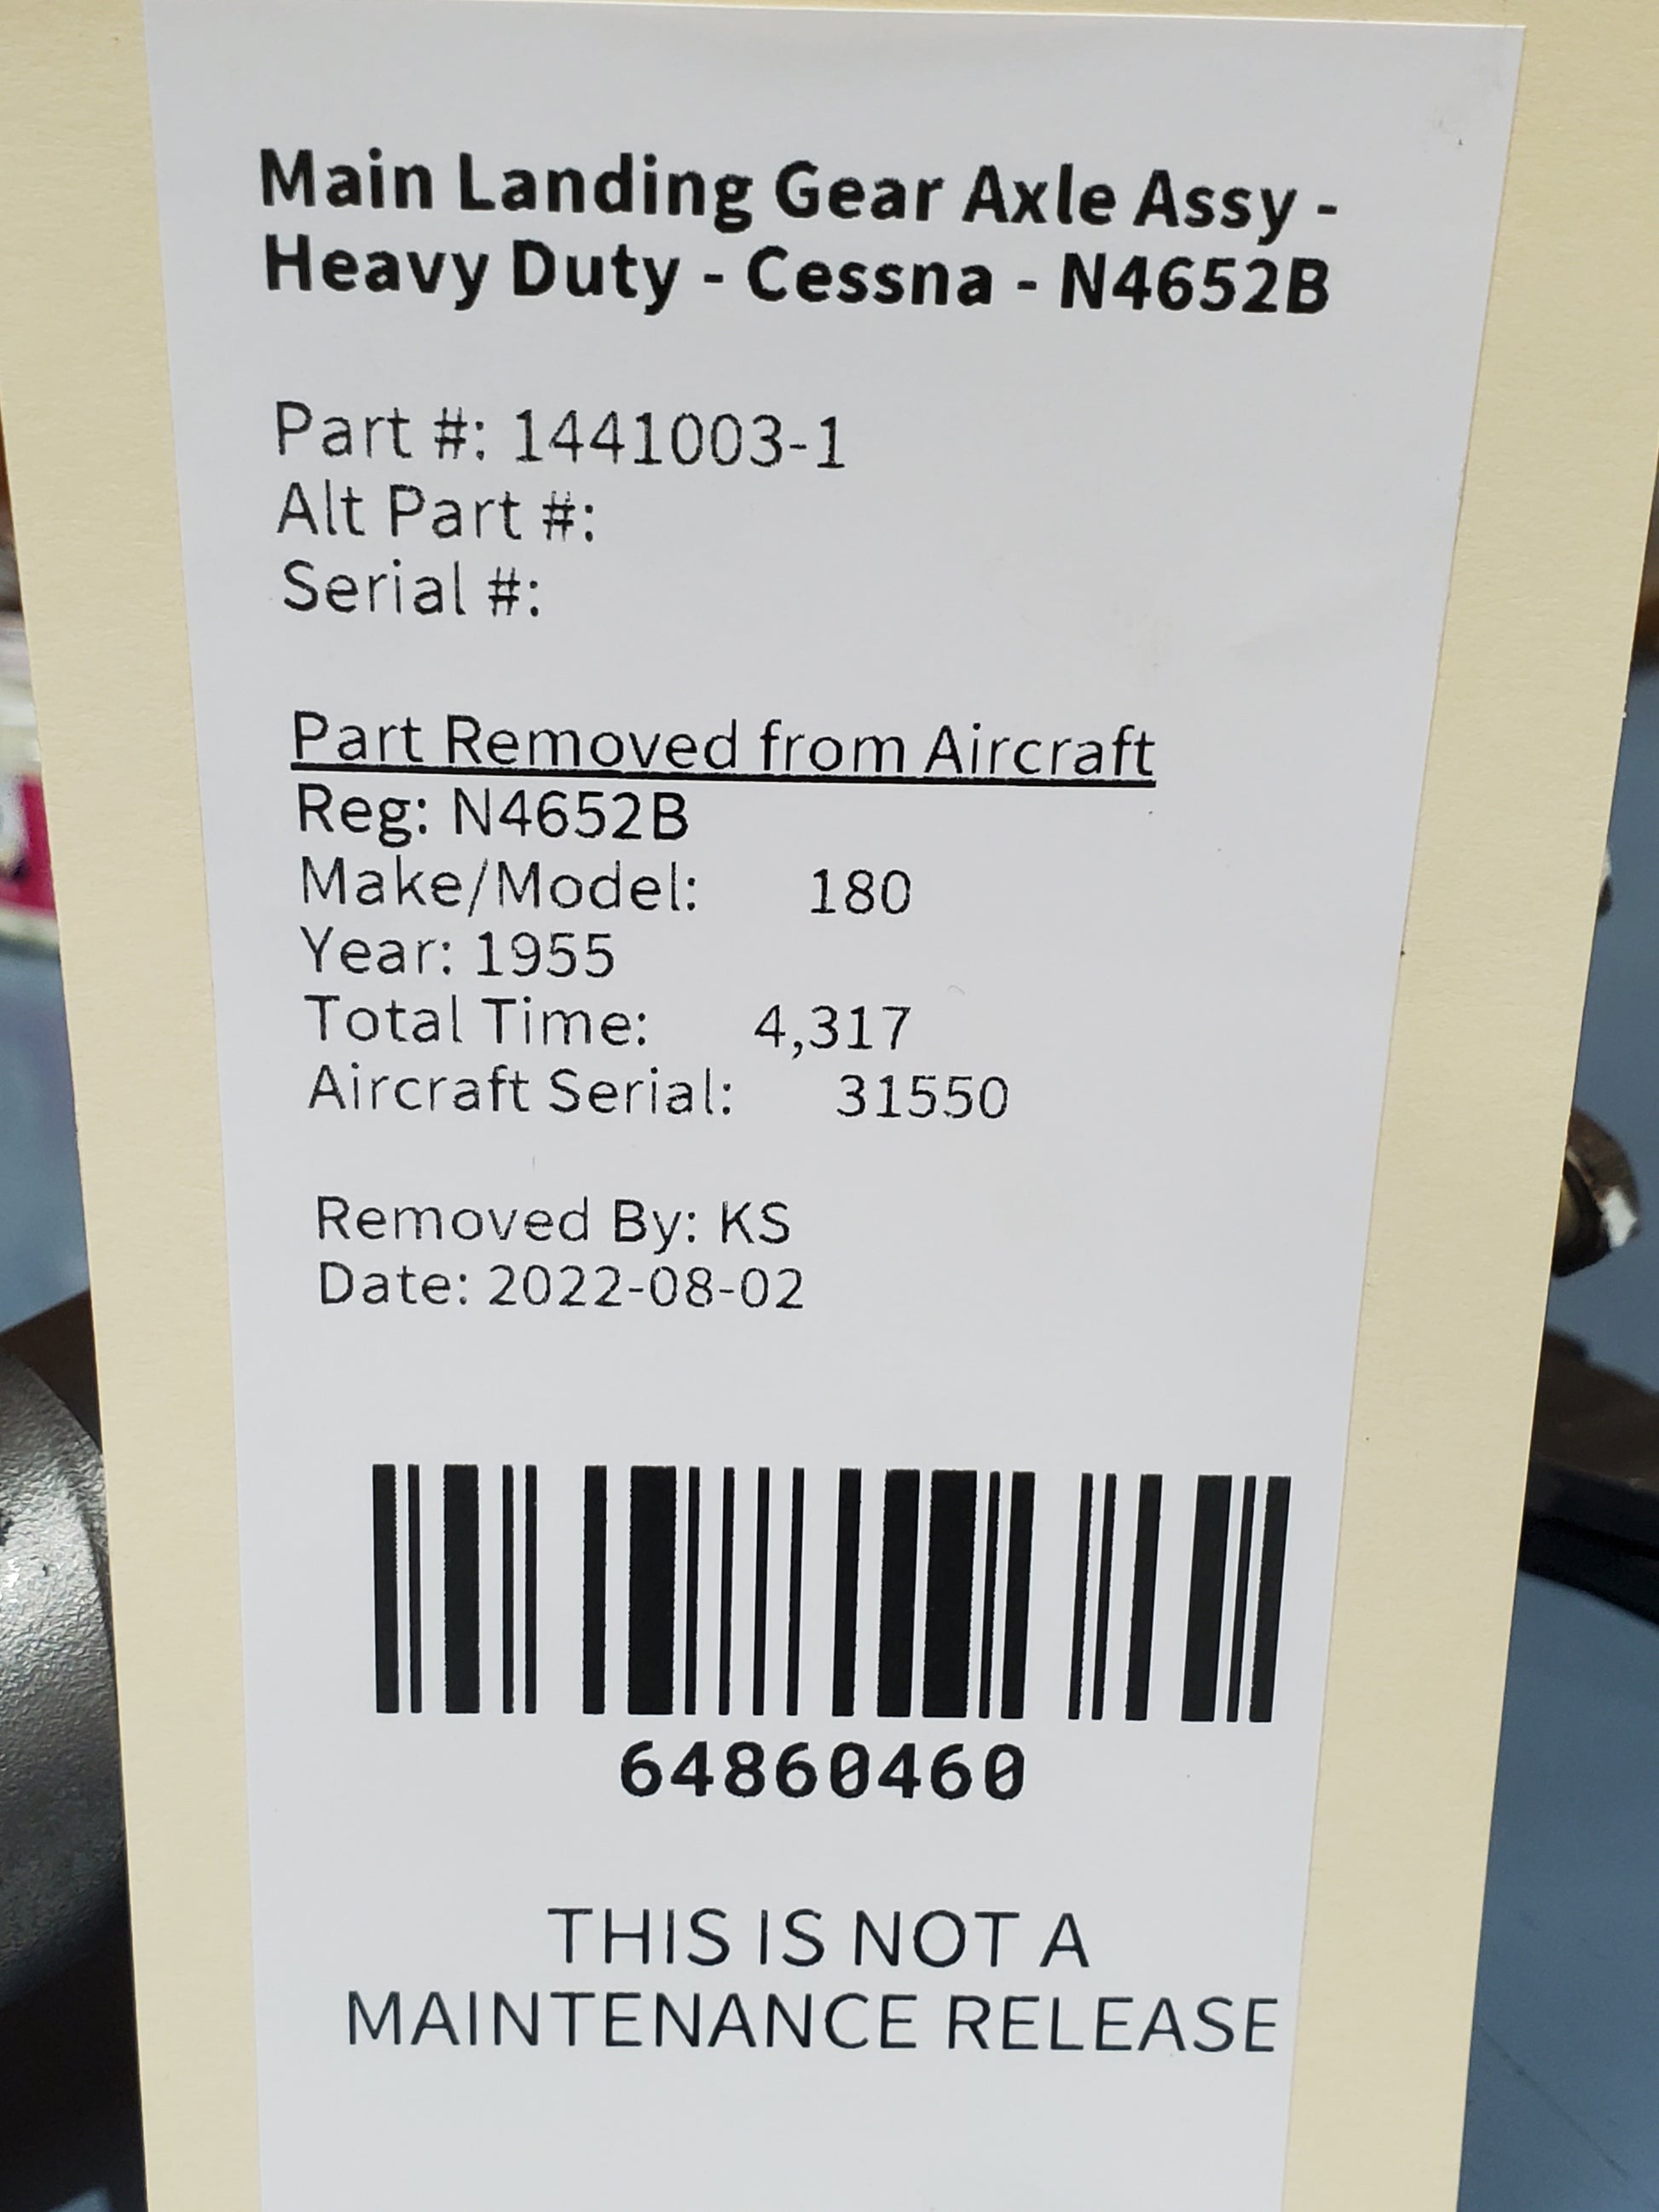 Main Landing Gear Axle Assy -
Heavy Duty - Cessna - N4652B
Part #: 1441003-1
Alt Part #:
Serial #:
Part Removed from Aircraft
Reg: N4652B
Make/Model: 180
Year: 1955
Total Time: 4,317
Aircraft Serial: 31550
Removed By: KS
Date: 2022-08-02
64860460
THIS IS NOT A
MAINTENANCE RELEASE